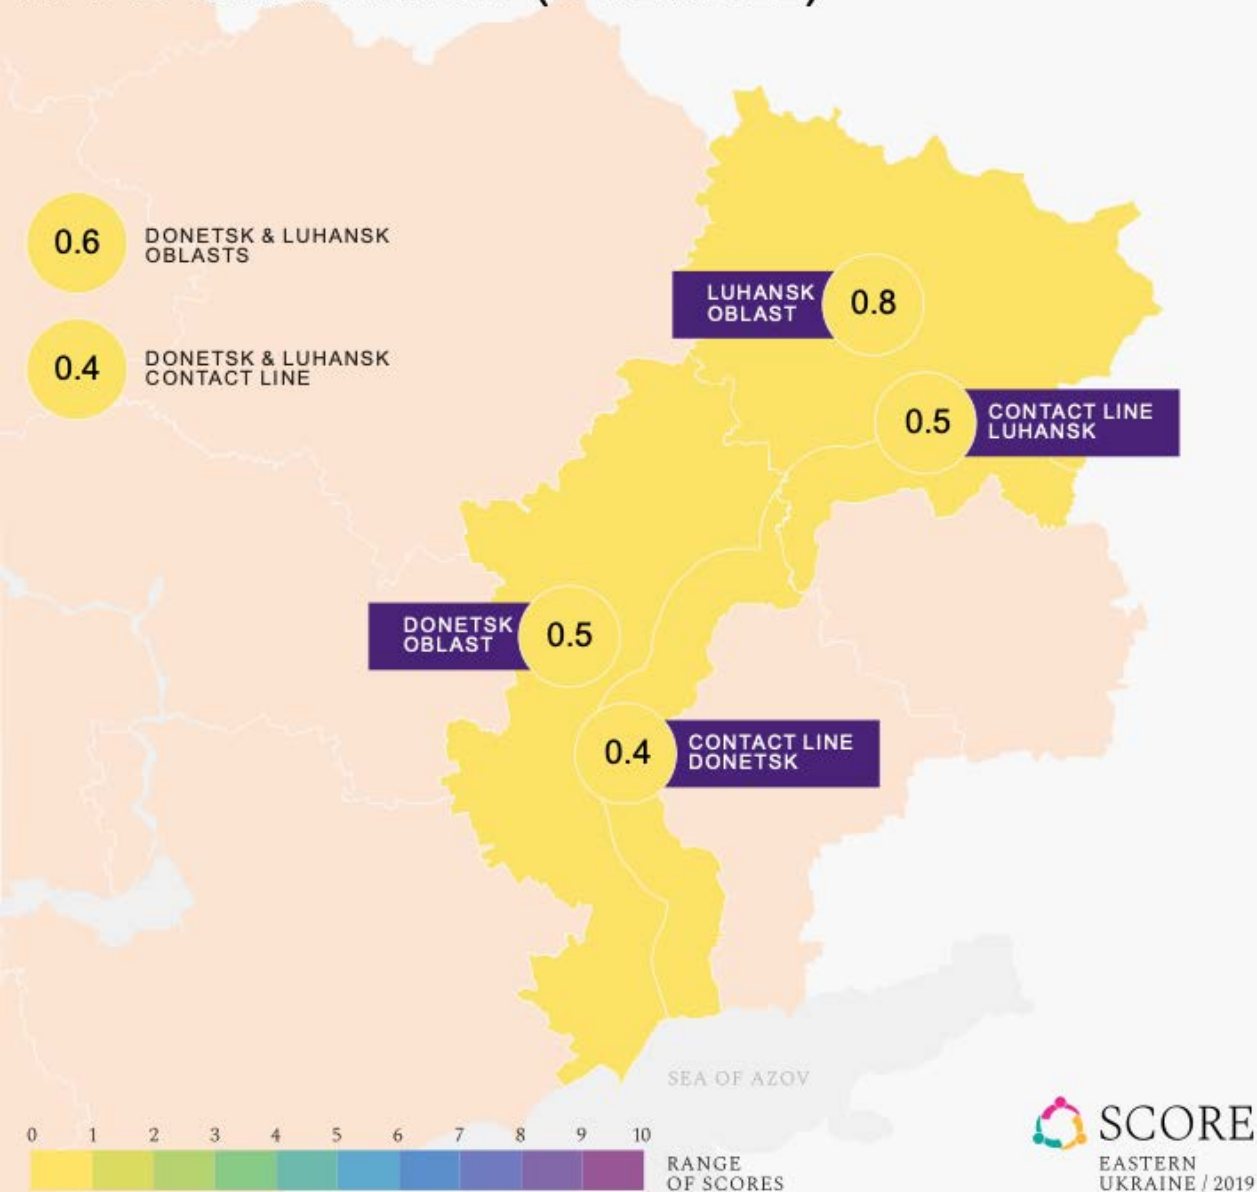 0.6
DONETSK & LUHANSK
OBLASTS
0.4
DONETSK & LUHANSK
CONTACT LINE
LUHANSK
OBLAST
0.8
0.5
CONTACT LINE
LUHANSK
DONETSK
OBLAST
0.5
0.4
CONTACT LINE
DONETSK
SEA OF AZOV
0 1 2 3 4 5 6 7 8 9 10
RANGE
OF SCORES
SCORE
EASTERN
UKRAINE / 2019